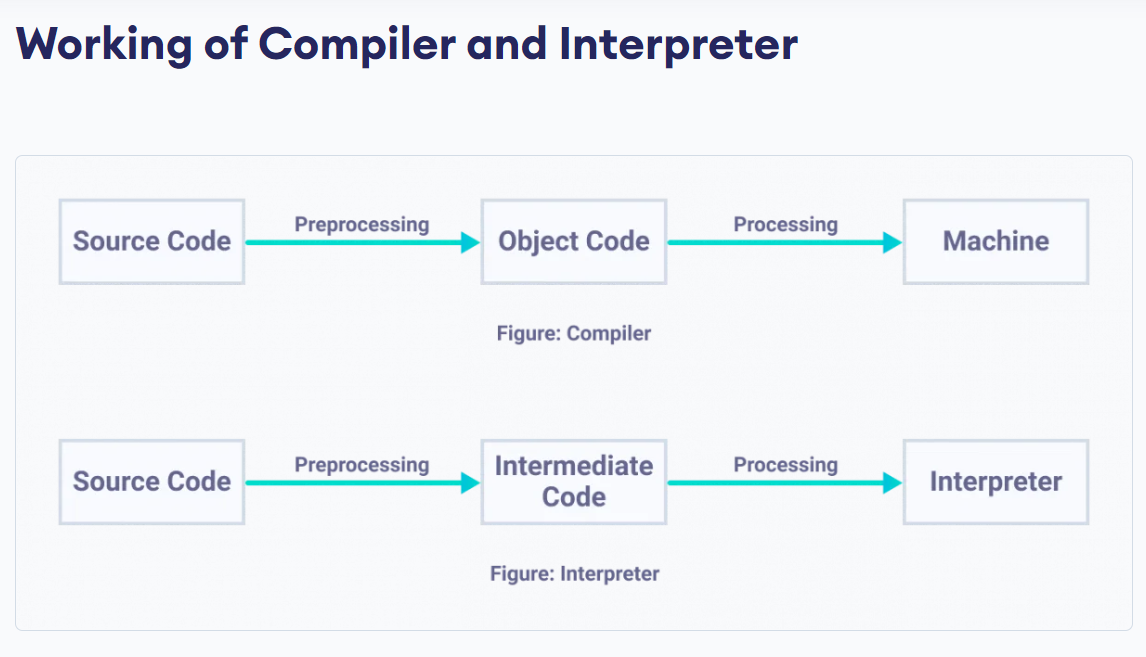 Working of Compiler and Interpreter
Preprocessing
Processing
Source Code
Object Code
Machine
Figure: Compiler
Preprocessing
Processing
Source Code
Intermediate
Code
Interpreter
Figure: Interpreter